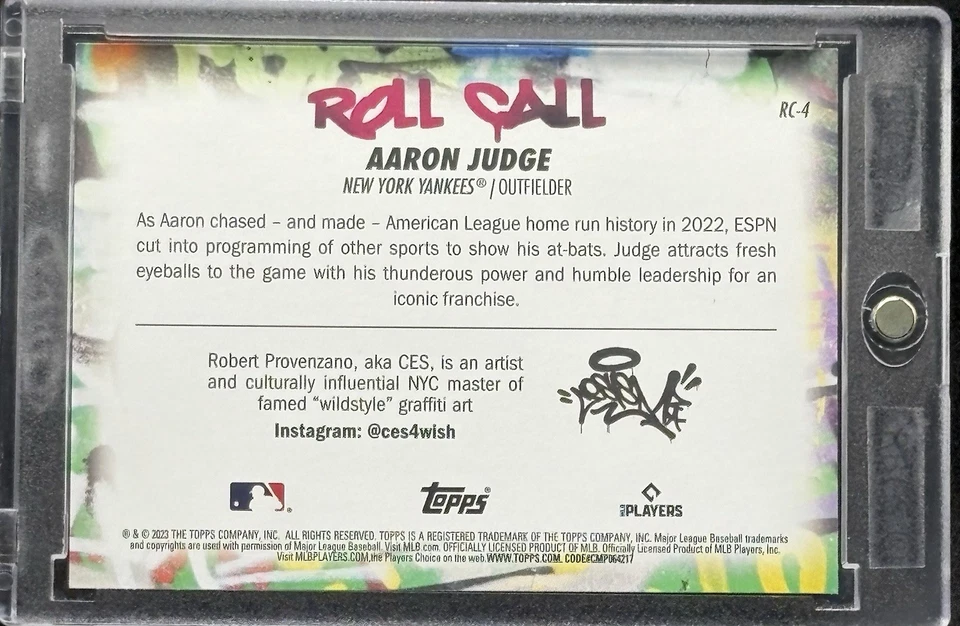 ROLL CALL
RC-4
AARON JUDGE
NEW YORK YANKEES® | OUTFIELDER
As Aaron chased – and made – American League home run history in 2022, ESPN
cut into programming of other sports to show his at-bats. Judge attracts fresh
eyeballs to the game with his thunderous power and humble leadership for an
iconic franchise.
Robert Provenzano, aka CES, is an artist
and culturally influential NYC master of
famed “wildstyle” graffiti art
Instagram: @ces4wish
Topps®
MLB PLAYERS
® & © 2023 THE TOPPS COMPANY, INC. ALL RIGHTS RESERVED. TOPPS IS A REGISTERED TRADEMARK OF THE TOPPS COMPANY, INC. Major League Baseball trademarks
and copyrights are used with permission of Major League Baseball. Visit MLB.com. OFFICIALLY LICENSED PRODUCT OF MLB. Officially Licensed Product of MLB Players, Inc.
Visit MLBPLAYERS.COM, the Players Choice on the web. WWW.TOPPS.COM CODE#CMP064217